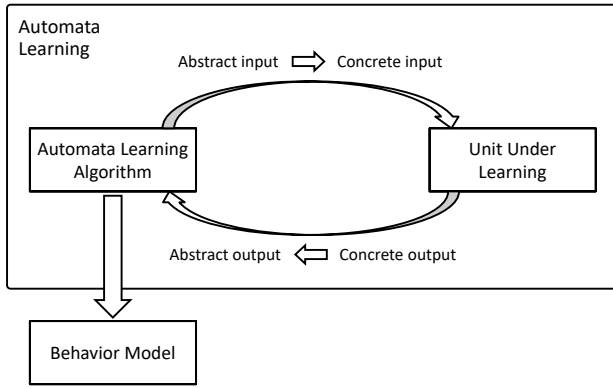 Automata
Learning
Abstract input Concrete input
Automata Learning
Algorithm
Unit Under
Learning
Abstract output Concrete output
Behavior Model